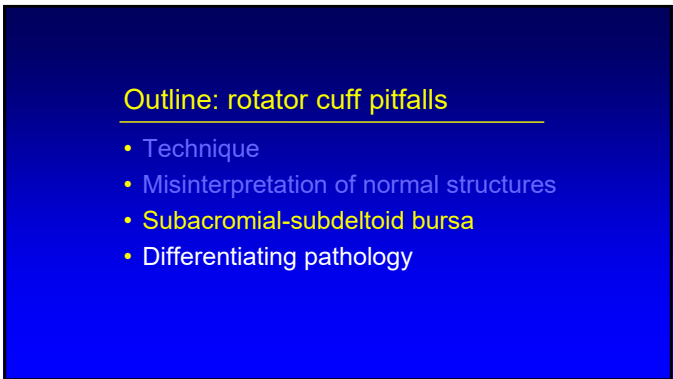 Outline: rotator cuff pitfalls
• Technique
• Misinterpretation of normal structures
• Subacromial-subdeltoid bursa
• Differentiating pathology